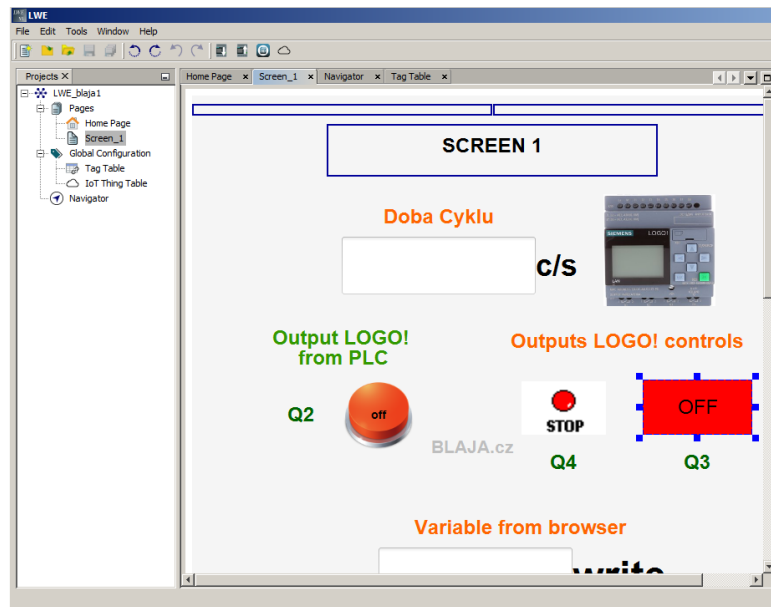 LWE
File Edit Tools Window Help
Projects X
LWE_blaja1
Pages
Home Page
Screen_1
Global Configuration
Tag Table
IoT Thing Table
Navigator
Home Page x Screen_1 x Navigator x Tag Table x
SCREEN 1
Doba Cyklu
c/s
SIEMENS LOGO!
Output LOGO!
from PLC
Outputs LOGO! controls
Q2
off
STOP
OFF
BLAJA.cz
Q4
Q3
Variable from browser
write